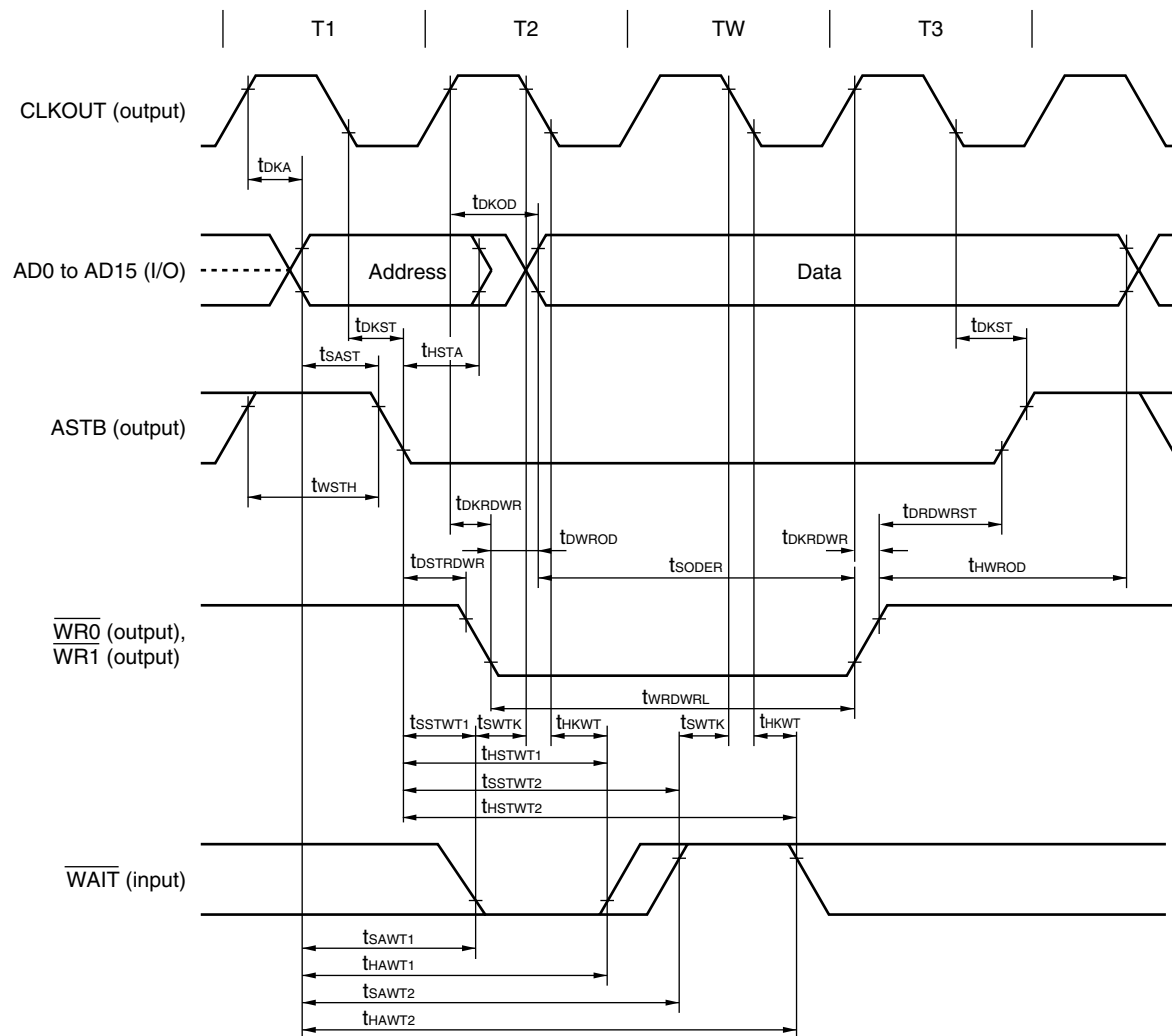 T1 T2 TW T3
CLKOUT (output)
tDKA
tDKOD
AD0 to AD15 (I/O)
Address
Data
tDKST
tDKST
tSAST
tHSTA
ASTB (output)
tWSTH
tDKRDWR
tDRDWRST
tDWROD
tDKRDWR
tDSTRDWR
tSODER
tHWROD
WR0 (output),
WR1 (output)
tWRDWRL
tSSTWT1
tSWTK
tHKWT
tSWTK
tHKWT
tHSTWT1
tSSTWT2
tHSTWT2
WAIT (input)
tSAWT1
tHAWT1
tSAWT2
tHAWT2